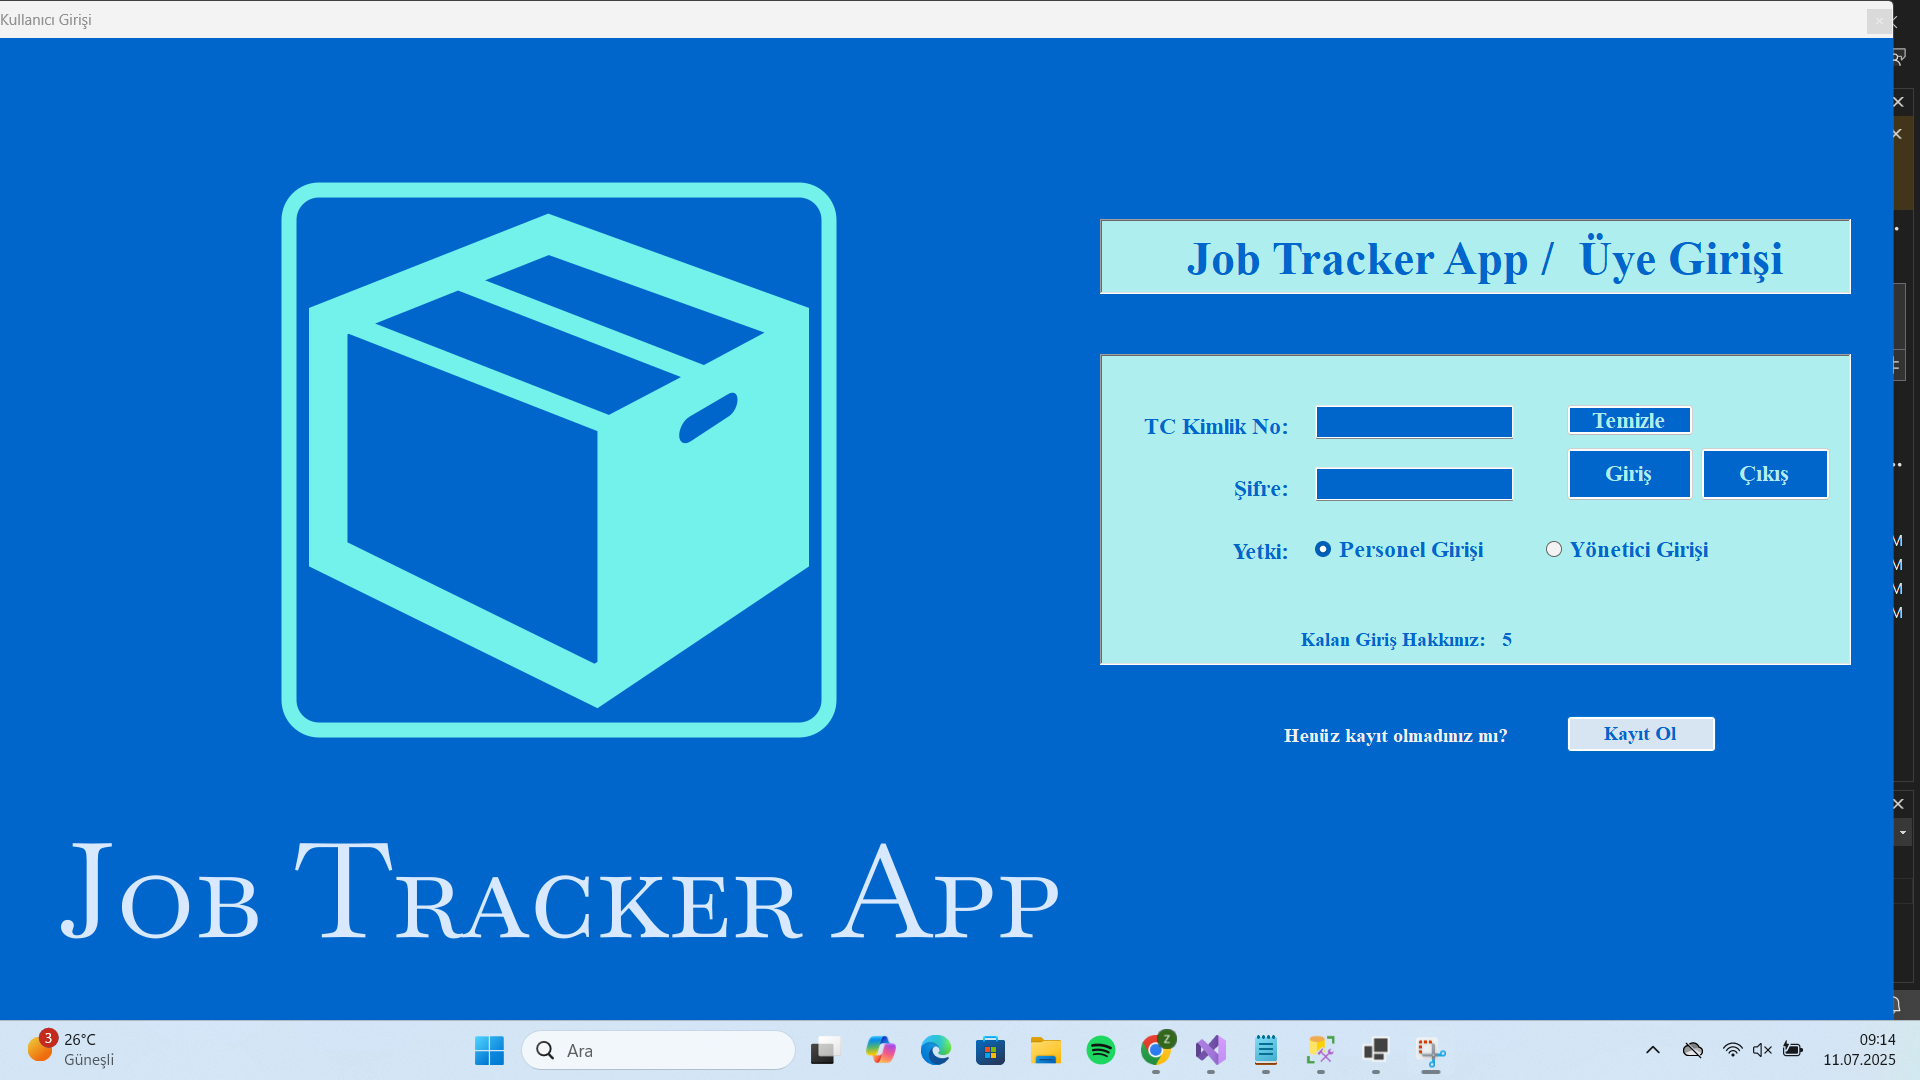 Kullanıcı Girişi
Job Tracker App /  Üye Girişi
TC Kimlik No:
Temizle
Şifre:
Giriş
Çıkış
Yetki:
Personel Girişi
Yönetici Girişi
Kalan Giriş Hakkınız: 5
Henüz kayıt olmadınız mı?
Kayıt Ol
Job Tracker App
M
M
M
M
3
26°C
Güneşli
Ara
Z
09:14
11.07.2025